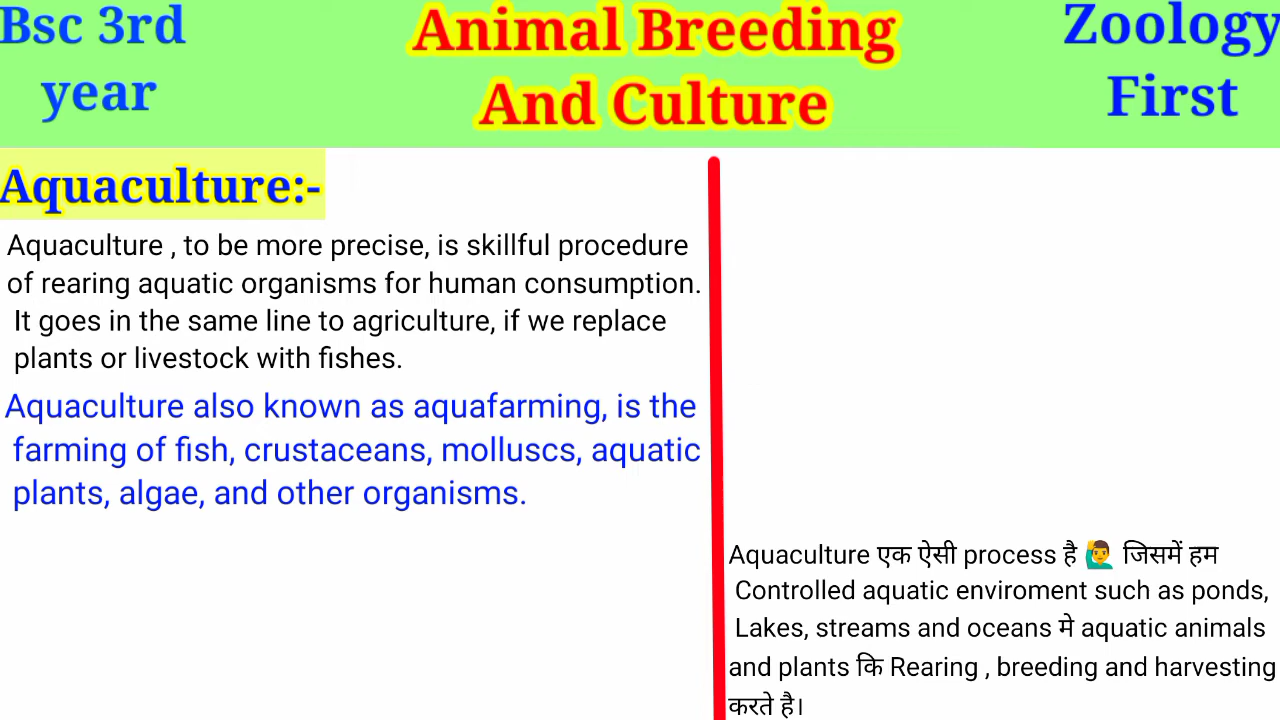 Bsc 3rd
year
Animal Breeding
And Culture
Zoology
First
Aquaculture:-
Aquaculture , to be more precise, is skillful procedure
of rearing aquatic organisms for human consumption.
It goes in the same line to agriculture, if we replace
plants or livestock with fishes.
Aquaculture also known as aquafarming, is the
farming of fish, crustaceans, molluscs, aquatic
plants, algae, and other organisms.
Aquaculture एक ऐसी process है 🙋‍♂️ जिसमें हम
Controlled aquatic enviroment such as ponds,
Lakes, streams and oceans मे aquatic animals
and plants कि Rearing , breeding and harvesting
करते है।